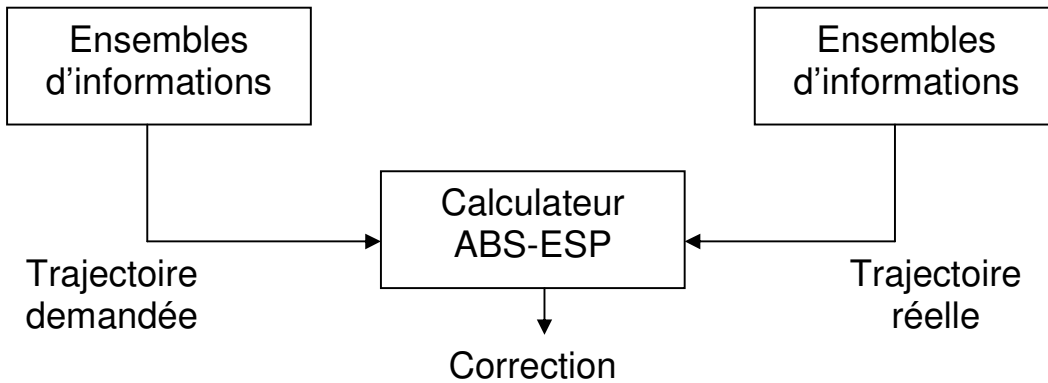 Ensembles
d'informations
Ensembles
d'informations
Calculateur
ABS-ESP
Trajectoire
demandée
Trajectoire
réelle
Correction